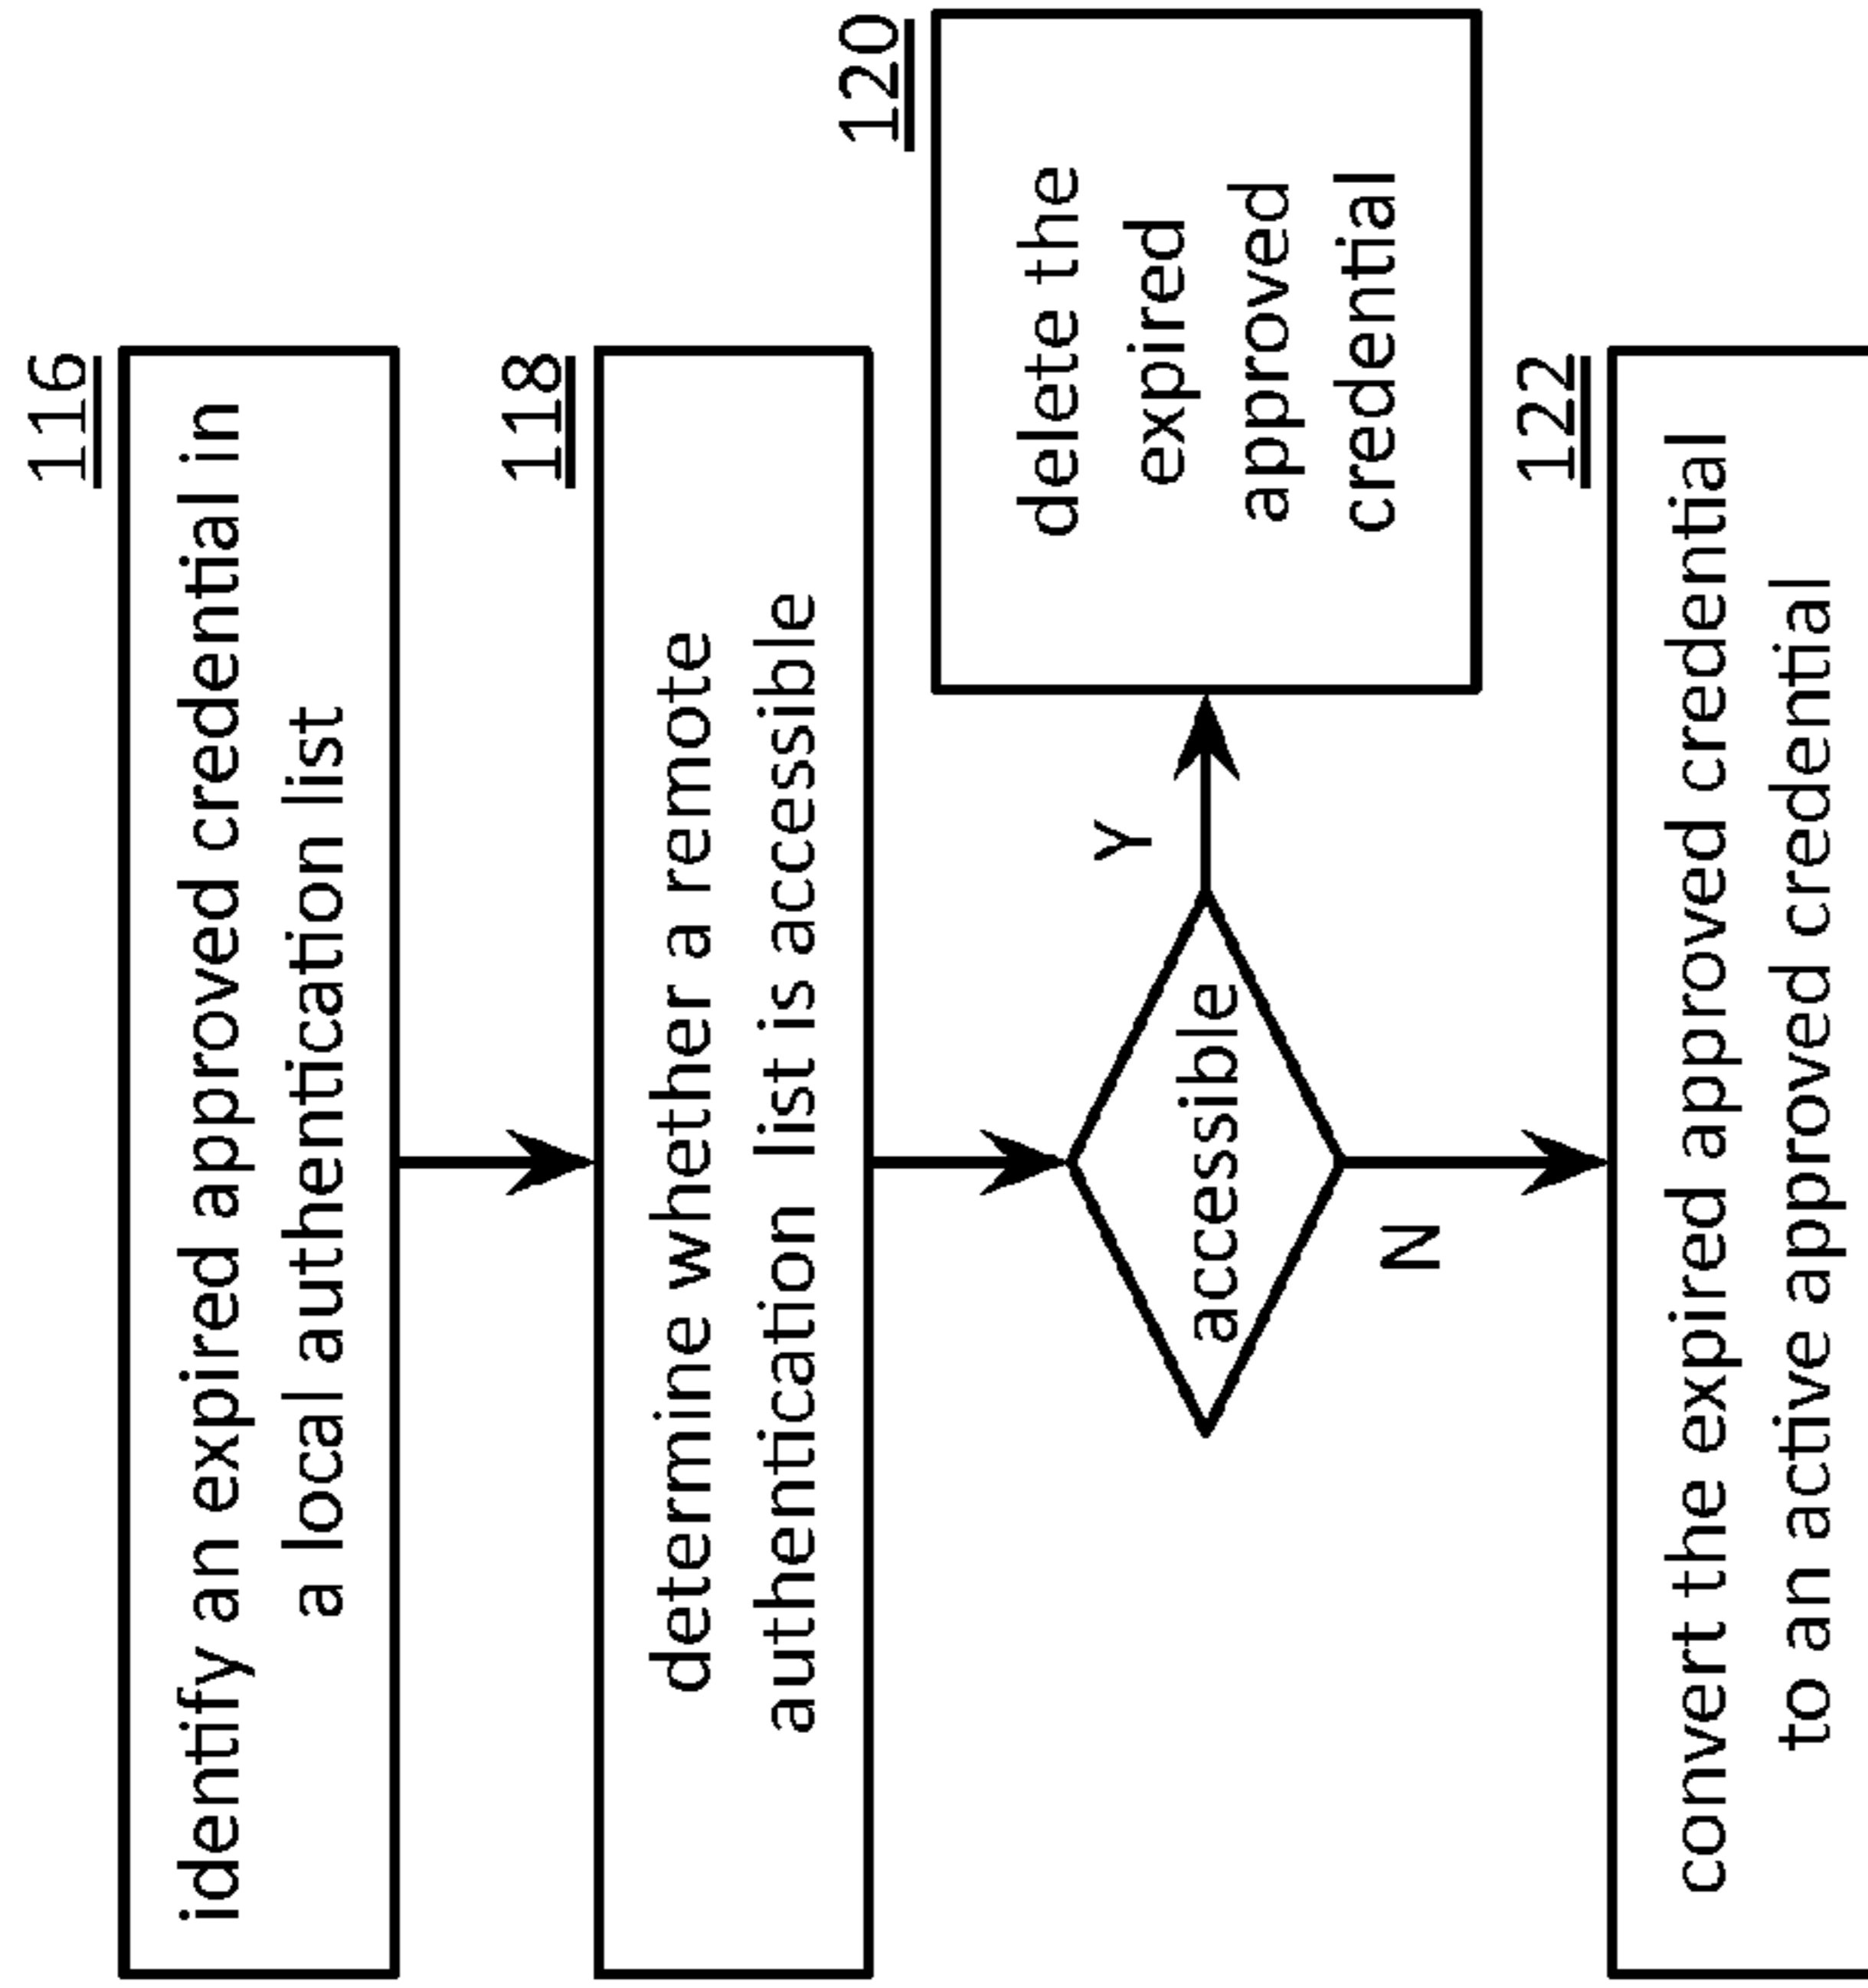 116
identify an expired approved credential in
a local authentication list
118
determine whether a remote
authentication list is accessible
accessible
Y
120
delete the
expired
approved
credential
N
122
convert the expired approved credential
to an active approved credential